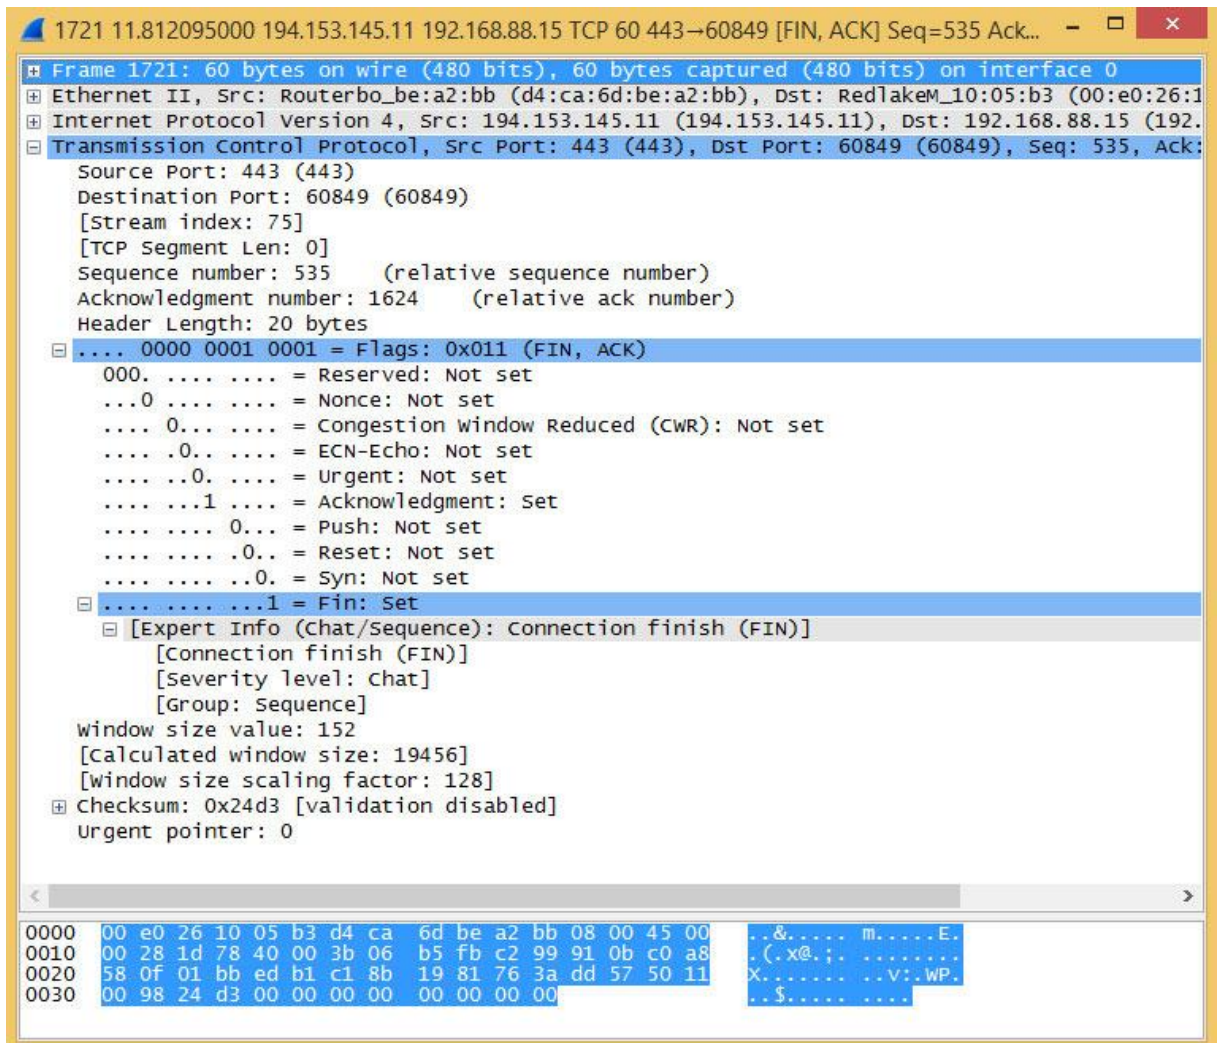 1721 11.812095000 194.153.145.11 192.168.88.15 TCP 60 443→60849 [FIN, ACK] Seq=535 Ack...
Frame 1721: 60 bytes on wire (480 bits), 60 bytes captured (480 bits) on interface 0
Ethernet II, Src: Routerbo_be:a2:bb (d4:ca:6d:be:a2:bb), Dst: RedlakeM_10:05:b3 (00:e0:26:1
Internet Protocol Version 4, Src: 194.153.145.11 (194.153.145.11), Dst: 192.168.88.15 (192.
Transmission Control Protocol, Src Port: 443 (443), Dst Port: 60849 (60849), Seq: 535, Ack:
Source Port: 443 (443)
Destination Port: 60849 (60849)
[Stream index: 75]
[TCP Segment Len: 0]
Sequence number: 535    (relative sequence number)
Acknowledgment number: 1624    (relative ack number)
Header Length: 20 bytes
.... 0000 0001 0001 = Flags: 0x011 (FIN, ACK)
000. .... .... = Reserved: Not set
...0 .... .... = Nonce: Not set
.... 0... .... = Congestion Window Reduced (CWR): Not set
.... .0.. .... = ECN-Echo: Not set
.... ..0. .... = Urgent: Not set
.... ...1 .... = Acknowledgment: Set
.... .... 0... = Push: Not set
.... .... .0.. = Reset: Not set
.... .... ..0. = Syn: Not set
.... .... ...1 = Fin: Set
[Expert Info (Chat/Sequence): Connection finish (FIN)]
[Connection finish (FIN)]
[Severity level: Chat]
[Group: Sequence]
Window size value: 152
[Calculated window size: 19456]
[Window size scaling factor: 128]
Checksum: 0x24d3 [validation disabled]
Urgent pointer: 0
0000  00 e0 26 10 05 b3 d4 ca  6d be a2 bb 08 00 45 00  ..&..... m.....E.
0010  00 28 1d 78 40 00 3b 06  b5 fb c2 99 91 0b c0 a8  .(.x@.;. ........
0020  58 0f 01 bb ed b1 c1 8b  19 81 76 3a dd 57 50 11  X....... ..v:.WP.
0030  00 98 24 d3 00 00 00 00  00 00 00 00  ..$..... ....